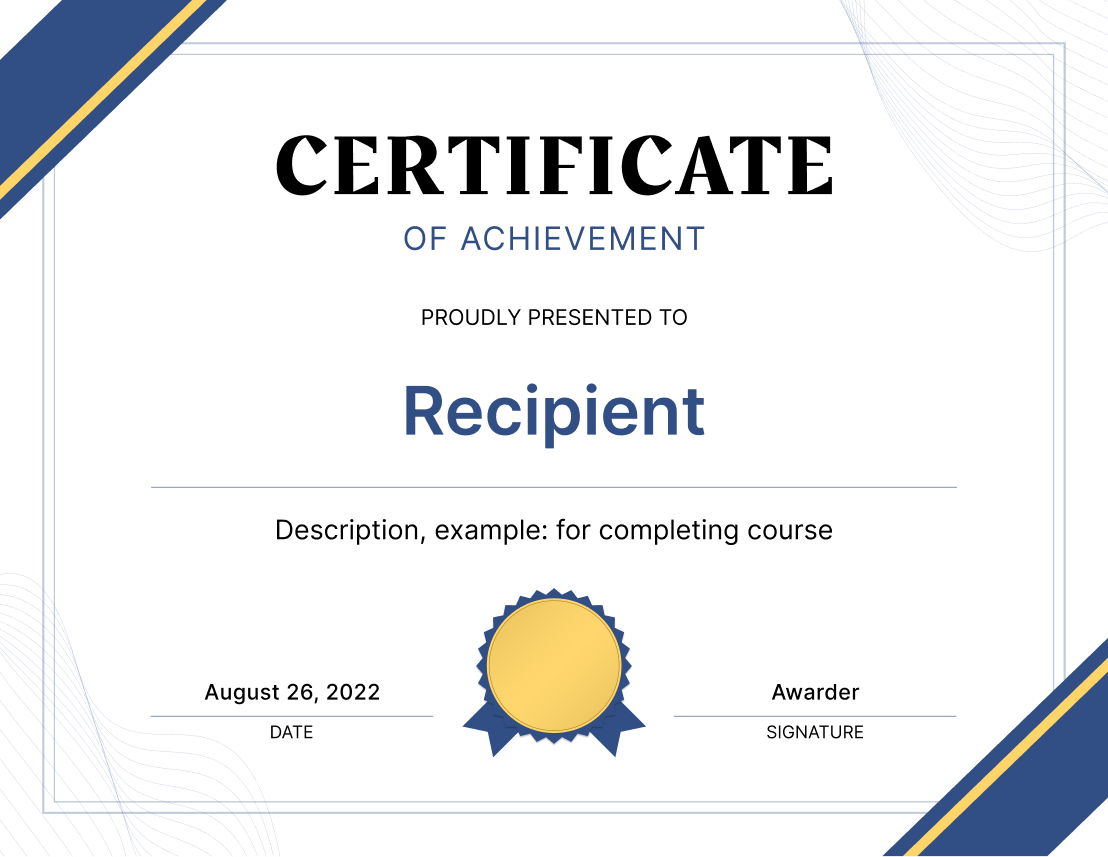 CERTIFICATE
OF ACHIEVEMENT
PROUDLY PRESENTED TO
Recipient
Description, example: for completing course
August 26, 2022
DATE
Awarder
SIGNATURE